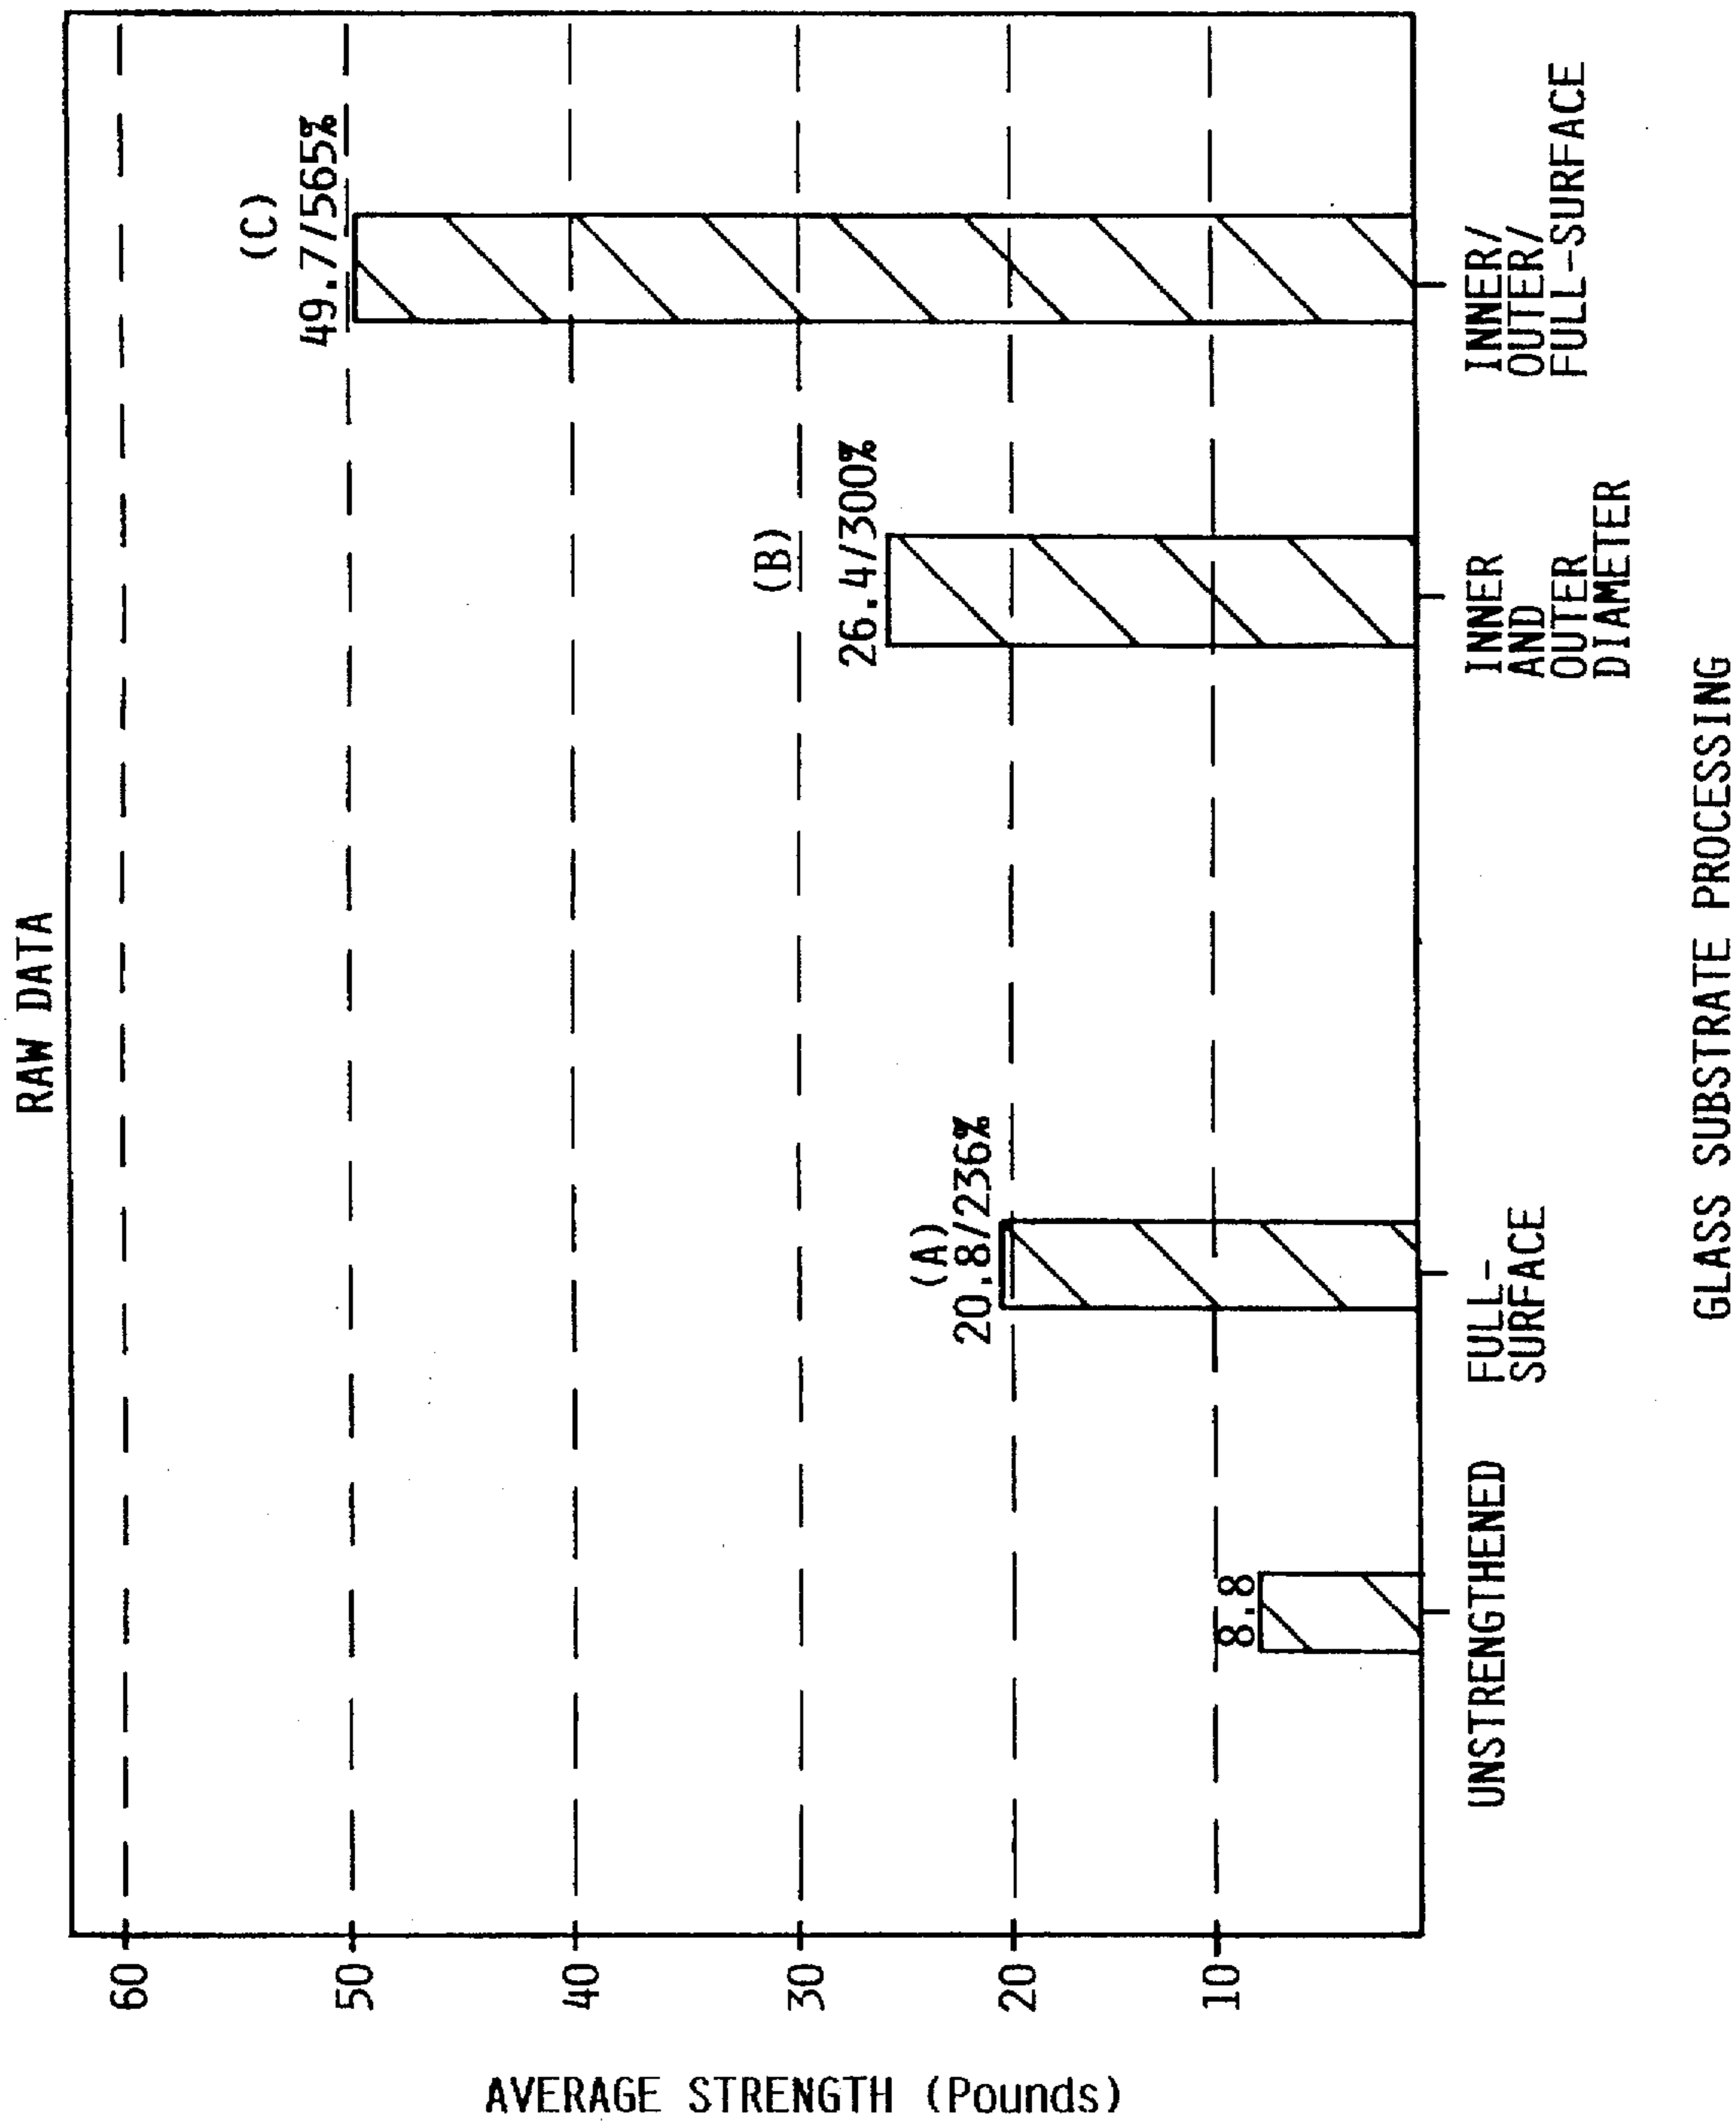 RAW DATA
AVERAGE STRENGTH (Pounds)
60
50
40
30
20
10
8.8
(A)
20.8/236%
(B)
26.4/300%
(C)
49.7/565%
UNSTRENGTHENED
FULL-
SURFACE
INNER
AND
OUTER
DIAMETER
INNER/
OUTER/
FULL-SURFACE
GLASS SUBSTRATE PROCESSING